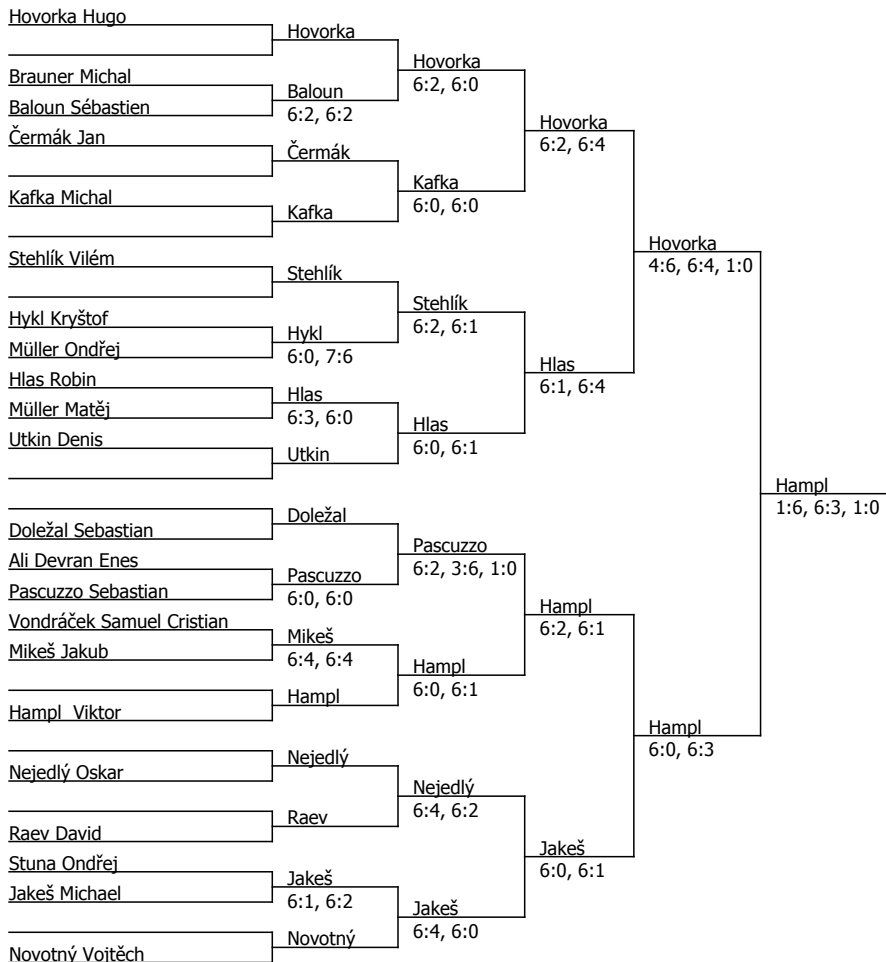 Hovorka Hugo
Brauner Michal
Baloun Sébastien
Čermák Jan
Kafka Michal
Stehlík Vilém
Hykl Kryštof
Müller Ondřej
Hlas Robin
Müller Matěj
Utkin Denis
Doležal Sebastian
Ali Devran Enes
Pascuzzo Sebastian
Vondráček Samuel Cristian
Mikeš Jakub
Hampl  Viktor
Nejedlý Oskar
Raev David
Stuna Ondřej
Jakeš Michael
Novotný Vojtěch
Hovorka
Baloun
6:2, 6:2
Čermák
Kafka
Stehlík
Hykl
6:0, 7:6
Hlas
6:3, 6:0
Utkin
Doležal
Pascuzzo
6:0, 6:0
Mikeš
6:4, 6:4
Hampl
Nejedlý
Raev
Jakeš
6:1, 6:2
Novotný
Hovorka
6:2, 6:0
Kafka
6:0, 6:0
Stehlík
6:2, 6:1
Hlas
6:0, 6:1
Pascuzzo
6:2, 3:6, 1:0
Hampl
6:0, 6:1
Nejedlý
6:4, 6:2
Jakeš
6:4, 6:0
Hovorka
6:2, 6:4
Hlas
6:1, 6:4
Hampl
6:2, 6:1
Jakeš
6:0, 6:1
Hovorka
4:6, 6:4, 1:0
Hampl
6:0, 6:3
Hampl
1:6, 6:3, 1:0